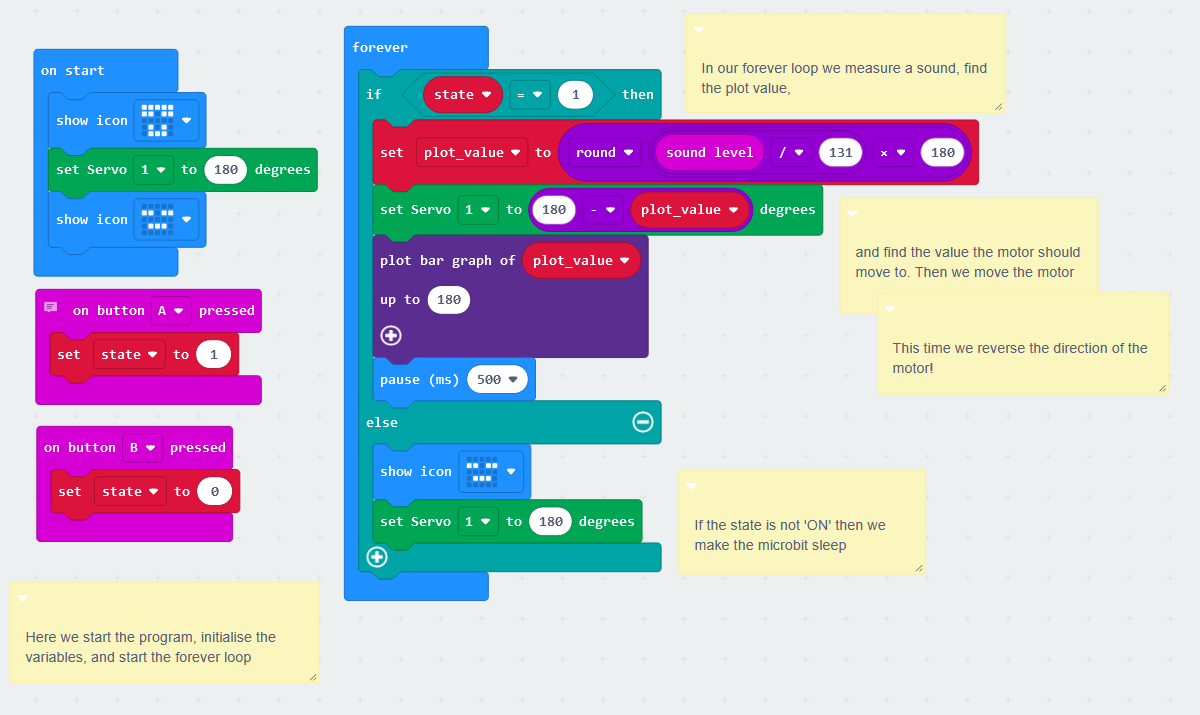 on start
show icon
set Servo 1 to 180 degrees
show icon
on button A pressed
set state to 1
on button B pressed
set state to 0
Here we start the program, initialise the
variables, and start the forever loop
forever
if state = 1 then
set plot_value to round sound level / 131 × 180
set Servo 1 to 180 - plot_value degrees
plot bar graph of plot_value
up to 180
pause (ms) 500
else
show icon
set Servo 1 to 180 degrees
In our forever loop we measure a sound, find
the plot value,
and find the value the motor should
move to. Then we move the motor
This time we reverse the direction of the
motor!
If the state is not 'ON' then we
make the microbit sleep